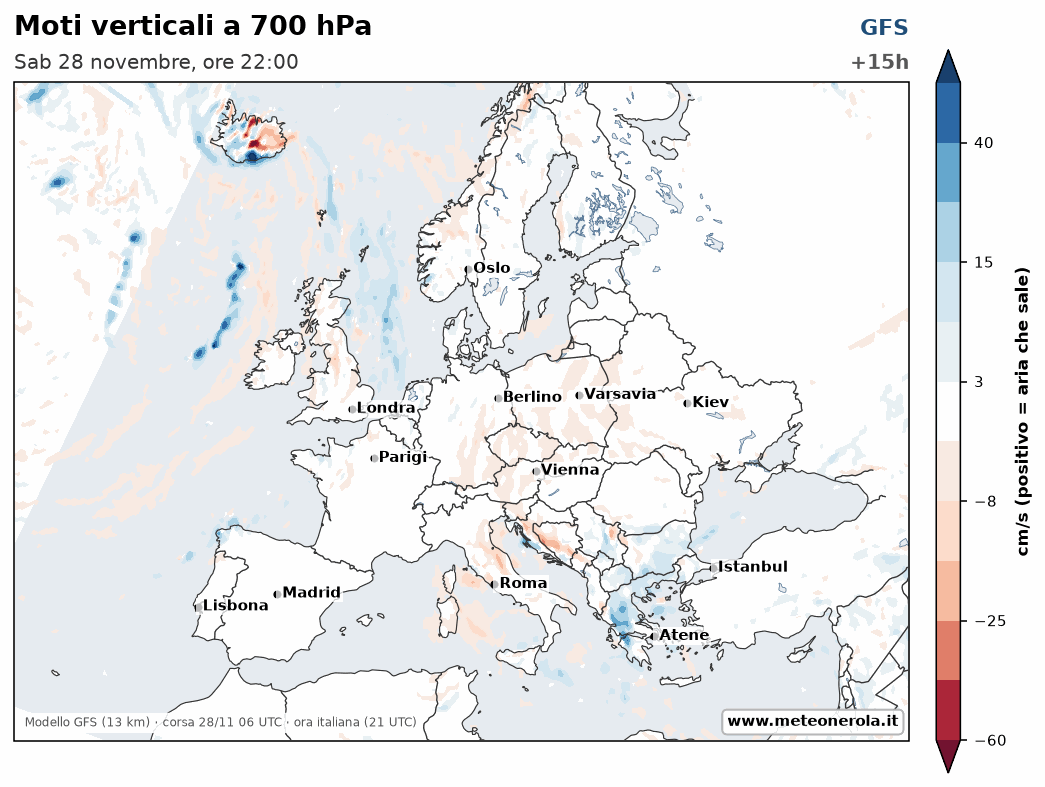 Moti verticali a 700 hPa
GFS
Sab 28 novembre, ore 22:00
+15h
40
15
3
−8
−25
−60
cm/s (positivo = aria che sale)
Oslo
Berlino
Varsavia
Kiev
Londra
Parigi
Vienna
Istanbul
Roma
Madrid
Lisbona
Atene
Modello GFS (13 km) · corsa 28/11 06 UTC · ora italiana (21 UTC)
www.meteonerola.it